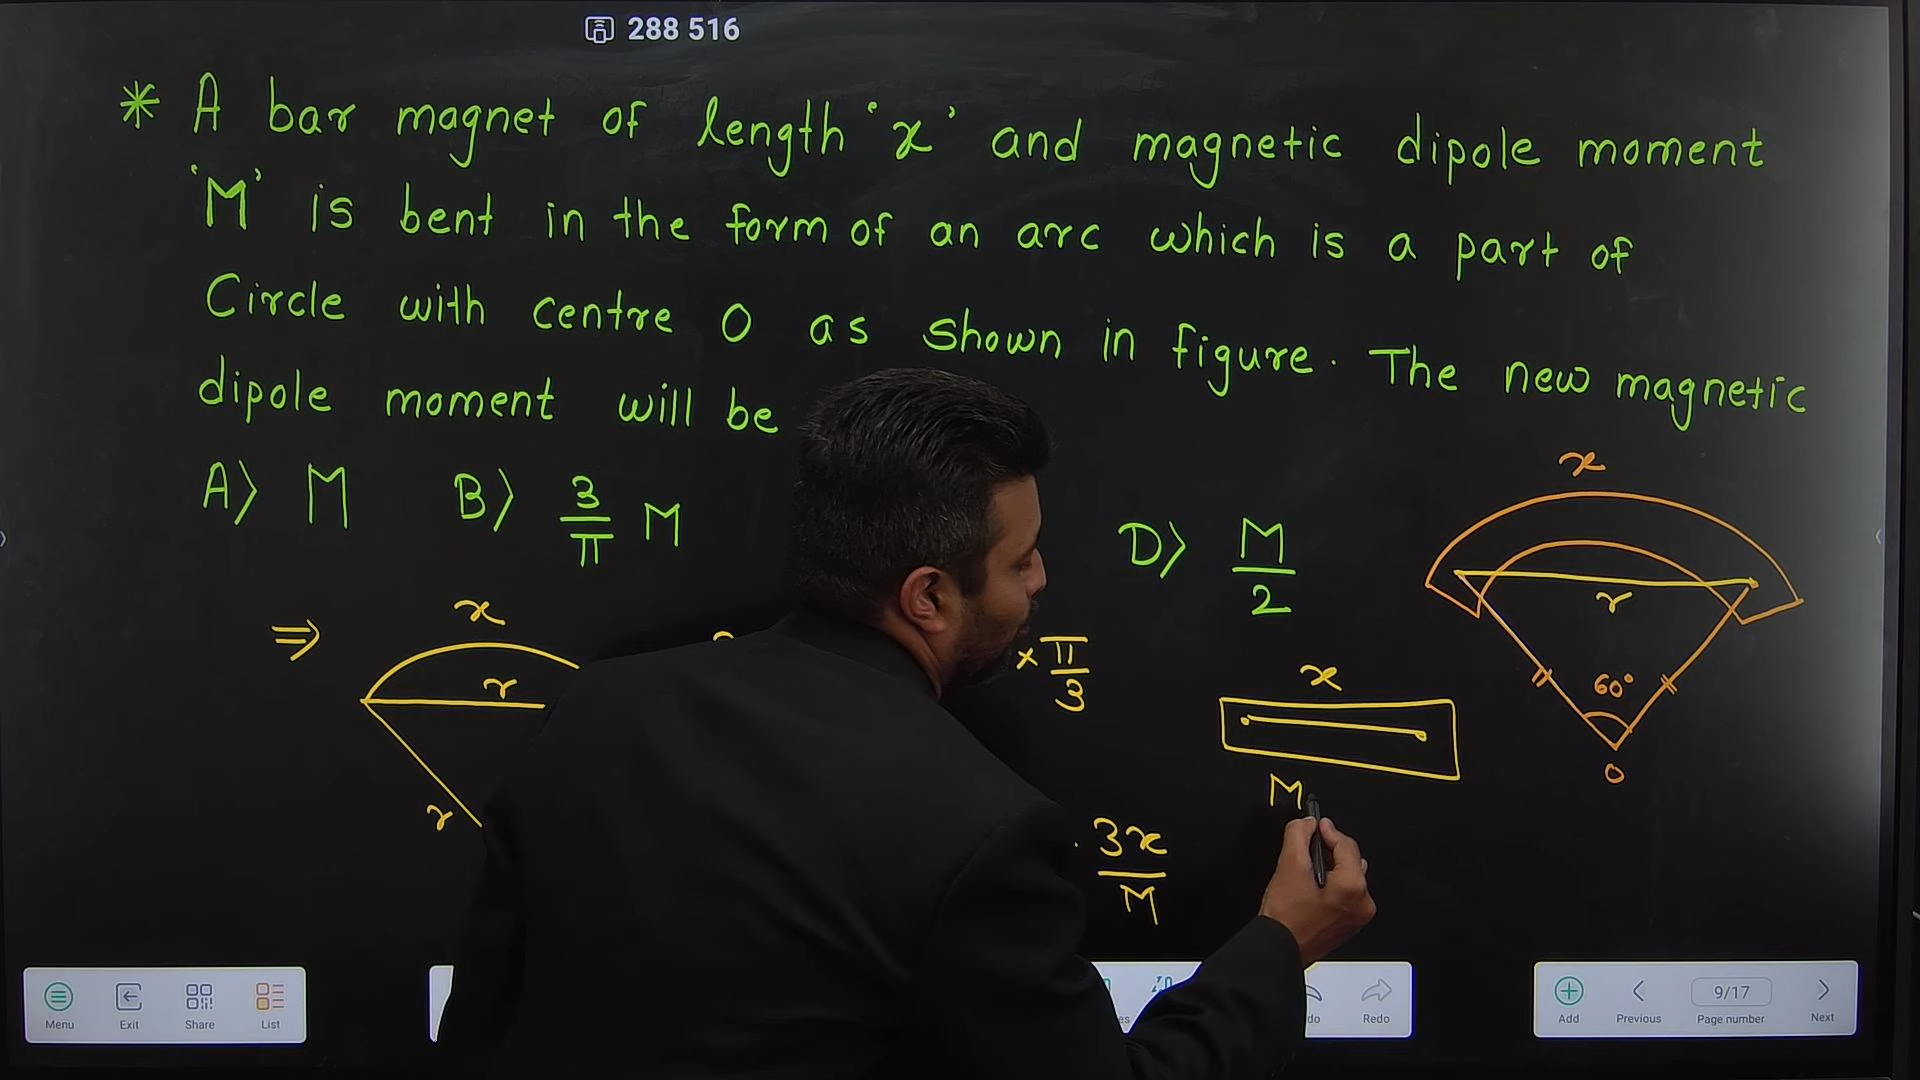 288 516
* A bar magnet of length 'x' and magnetic dipole moment
'M' is bent in the form of an arc which is a part of
Circle with centre O as shown in figure. The new magnetic
dipole moment will be
A) M B) 3/π M D) M/2
x
r
60°
O
⇒ x
r
r
× π/3
x
M
3x/M
Menu Exit Share List Redo Add Previous 9/17 Page number Next